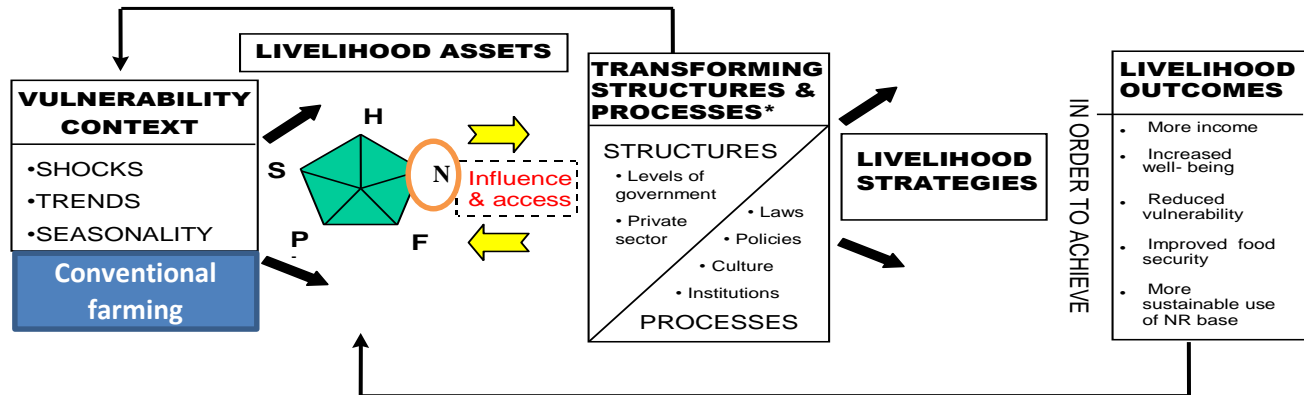 LIVELIHOOD ASSETS
VULNERABILITY
CONTEXT
•SHOCKS
•TRENDS
•SEASONALITY
Conventional
farming
H
S
N
P
F
Influence
& access
TRANSFORMING
STRUCTURES &
PROCESSES*
STRUCTURES
• Levels of
government
• Private
sector
• Laws
• Policies
• Culture
• Institutions
PROCESSES
LIVELIHOOD
STRATEGIES
IN ORDER TO ACHIEVE
LIVELIHOOD
OUTCOMES
• More income
• Increased
well- being
• Reduced
vulnerability
• Improved food
security
• More
sustainable use
of NR base